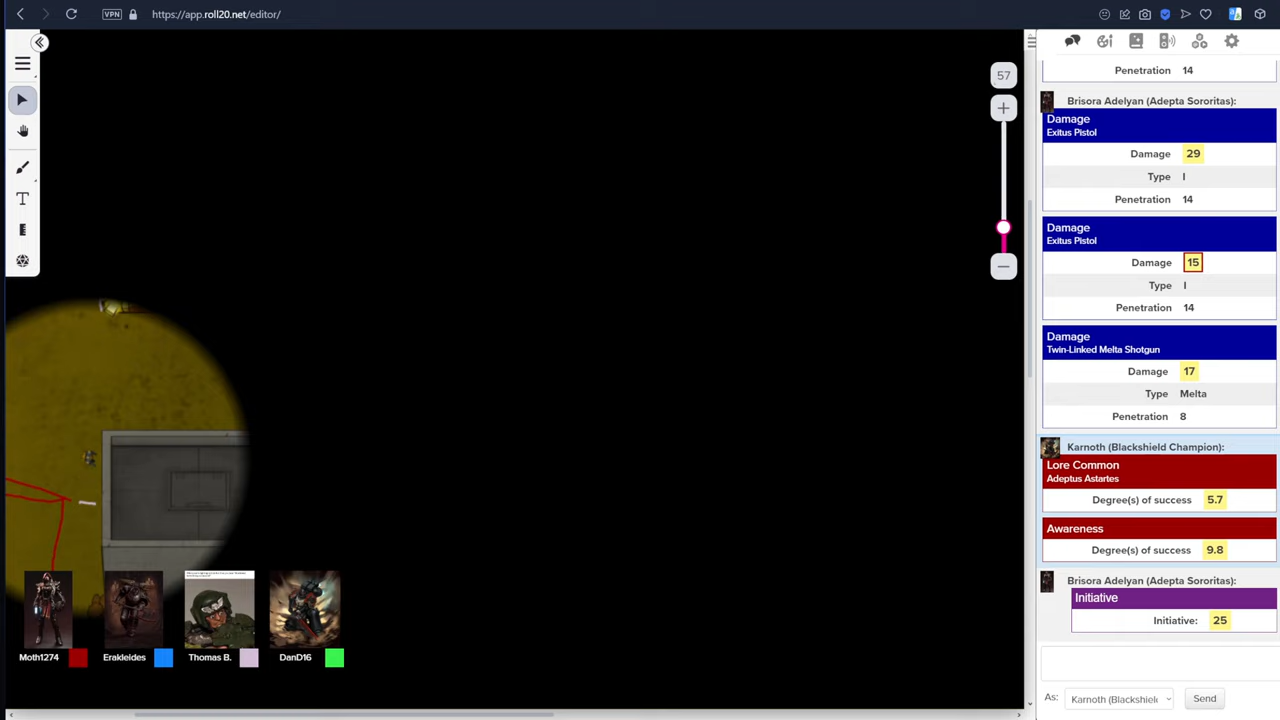 VPN
https://app.roll20.net/editor/
57
Penetration 14
Brisora Adelyan (Adepta Sororitas):
Damage
Exitus Pistol
Damage 29
Type I
Penetration 14
Damage
Exitus Pistol
Damage 15
Type I
Penetration 14
Damage
Twin-Linked Melta Shotgun
Damage 17
Type Melta
Penetration 8
Karnoth (Blackshield Champion):
Lore Common
Adeptus Astartes
Degree(s) of success 5.7
Awareness
Degree(s) of success 9.8
Brisora Adelyan (Adepta Sororitas):
Initiative
Initiative: 25
Moth1274
Erakleides
Thomas B.
DanD16
As:
Karnoth (Blackshiel
Send